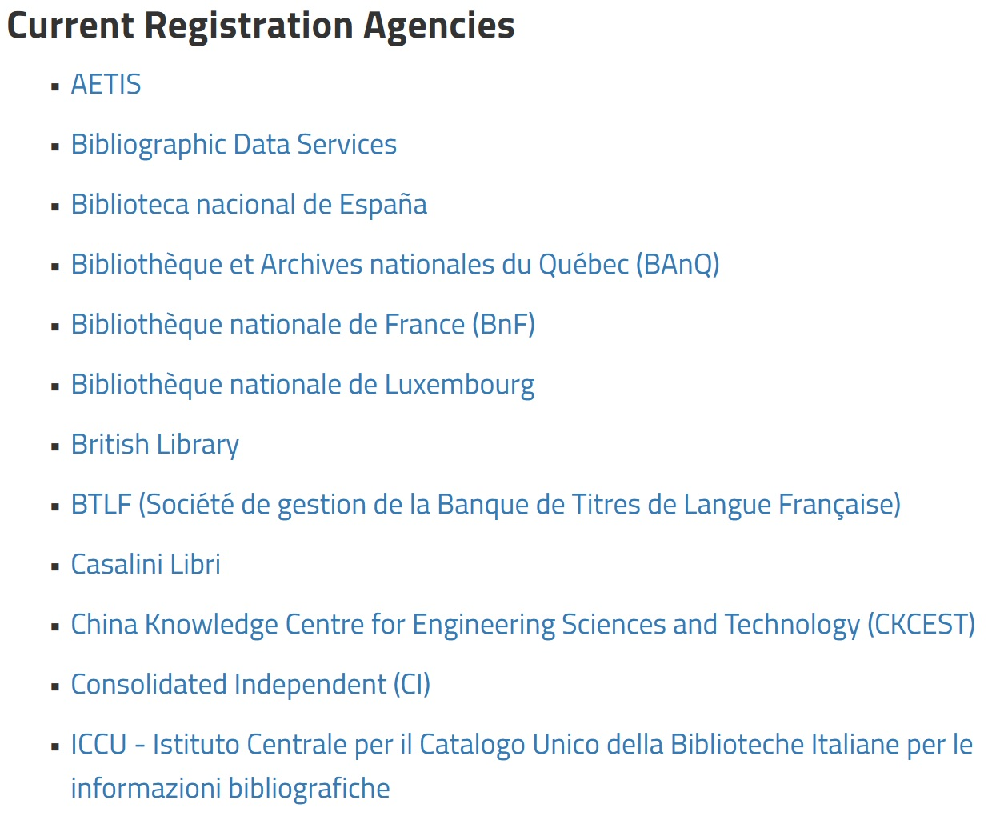 Current Registration Agencies
AETIS
Bibliographic Data Services
Biblioteca nacional de España
Bibliothèque et Archives nationales du Québec (BAnQ)
Bibliothèque nationale de France (BnF)
Bibliothèque nationale de Luxembourg
British Library
BTLF (Société de gestion de la Banque de Titres de Langue Française)
Casalini Libri
China Knowledge Centre for Engineering Sciences and Technology (CKCEST)
Consolidated Independent (CI)
ICCU - Istituto Centrale per il Catalogo Unico della Biblioteche Italiane per le
informazioni bibliografiche